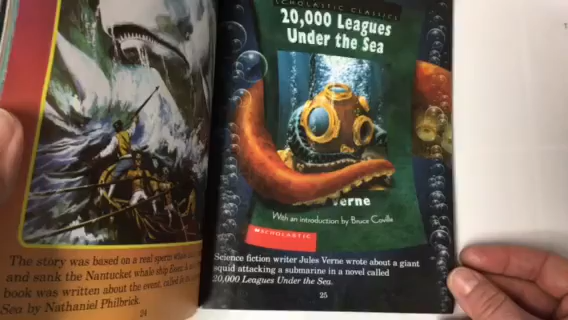 The story was based on a real sperm whale
and sank the Nantucket whale ship Essex
book was written about the event, called In the
Sea by Nathaniel Philbrick.
24
SCHOLASTIC CLASSICS
20,000 Leagues
Under the Sea
Verne
With an introduction by Bruce Coville
SCHOLASTIC
Science fiction writer Jules Verne wrote about a giant
squid attacking a submarine in a novel called
20,000 Leagues Under the Sea.
25